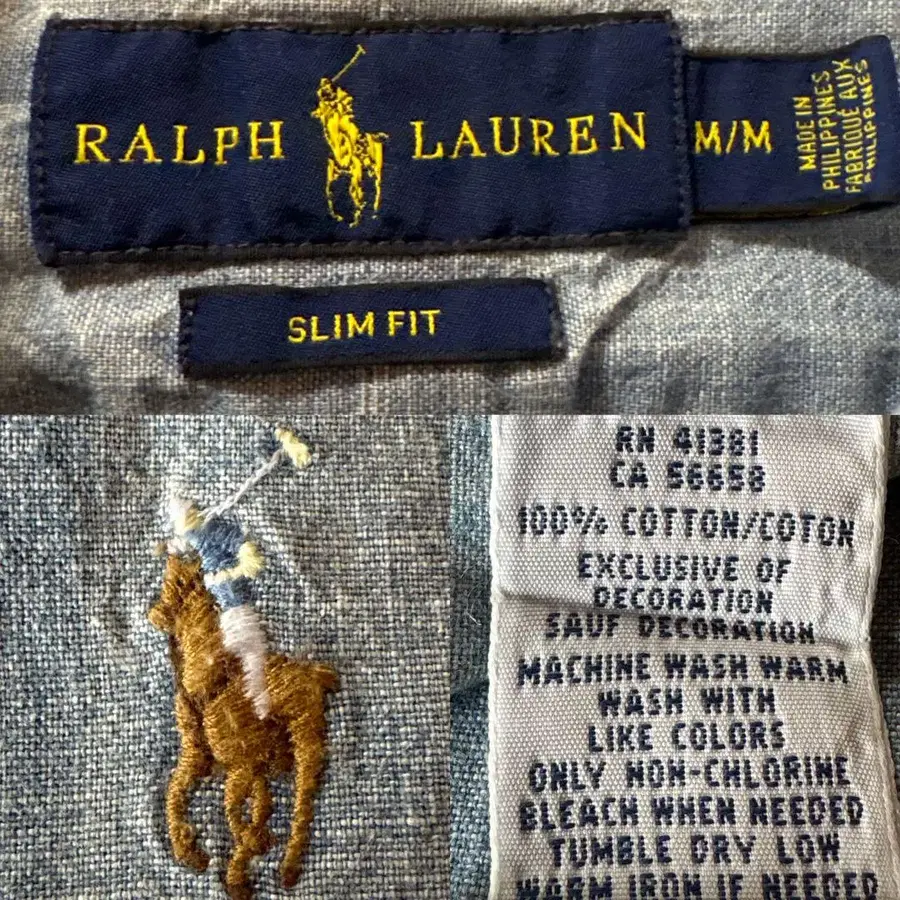 RALPH LAUREN
M/M
MADE IN
PHILIPPINES
FABRIQUÉ AUX
PHILIPPINES
SLIM FIT
RN 41381
CA 56658
100% COTTON/COTON
EXCLUSIVE OF
DECORATION
SAUF DECORATION
MACHINE WASH WARM
WASH WITH
LIKE COLORS
ONLY NON-CHLORINE
BLEACH WHEN NEEDED
TUMBLE DRY LOW
WARM IRON IF NEEDED